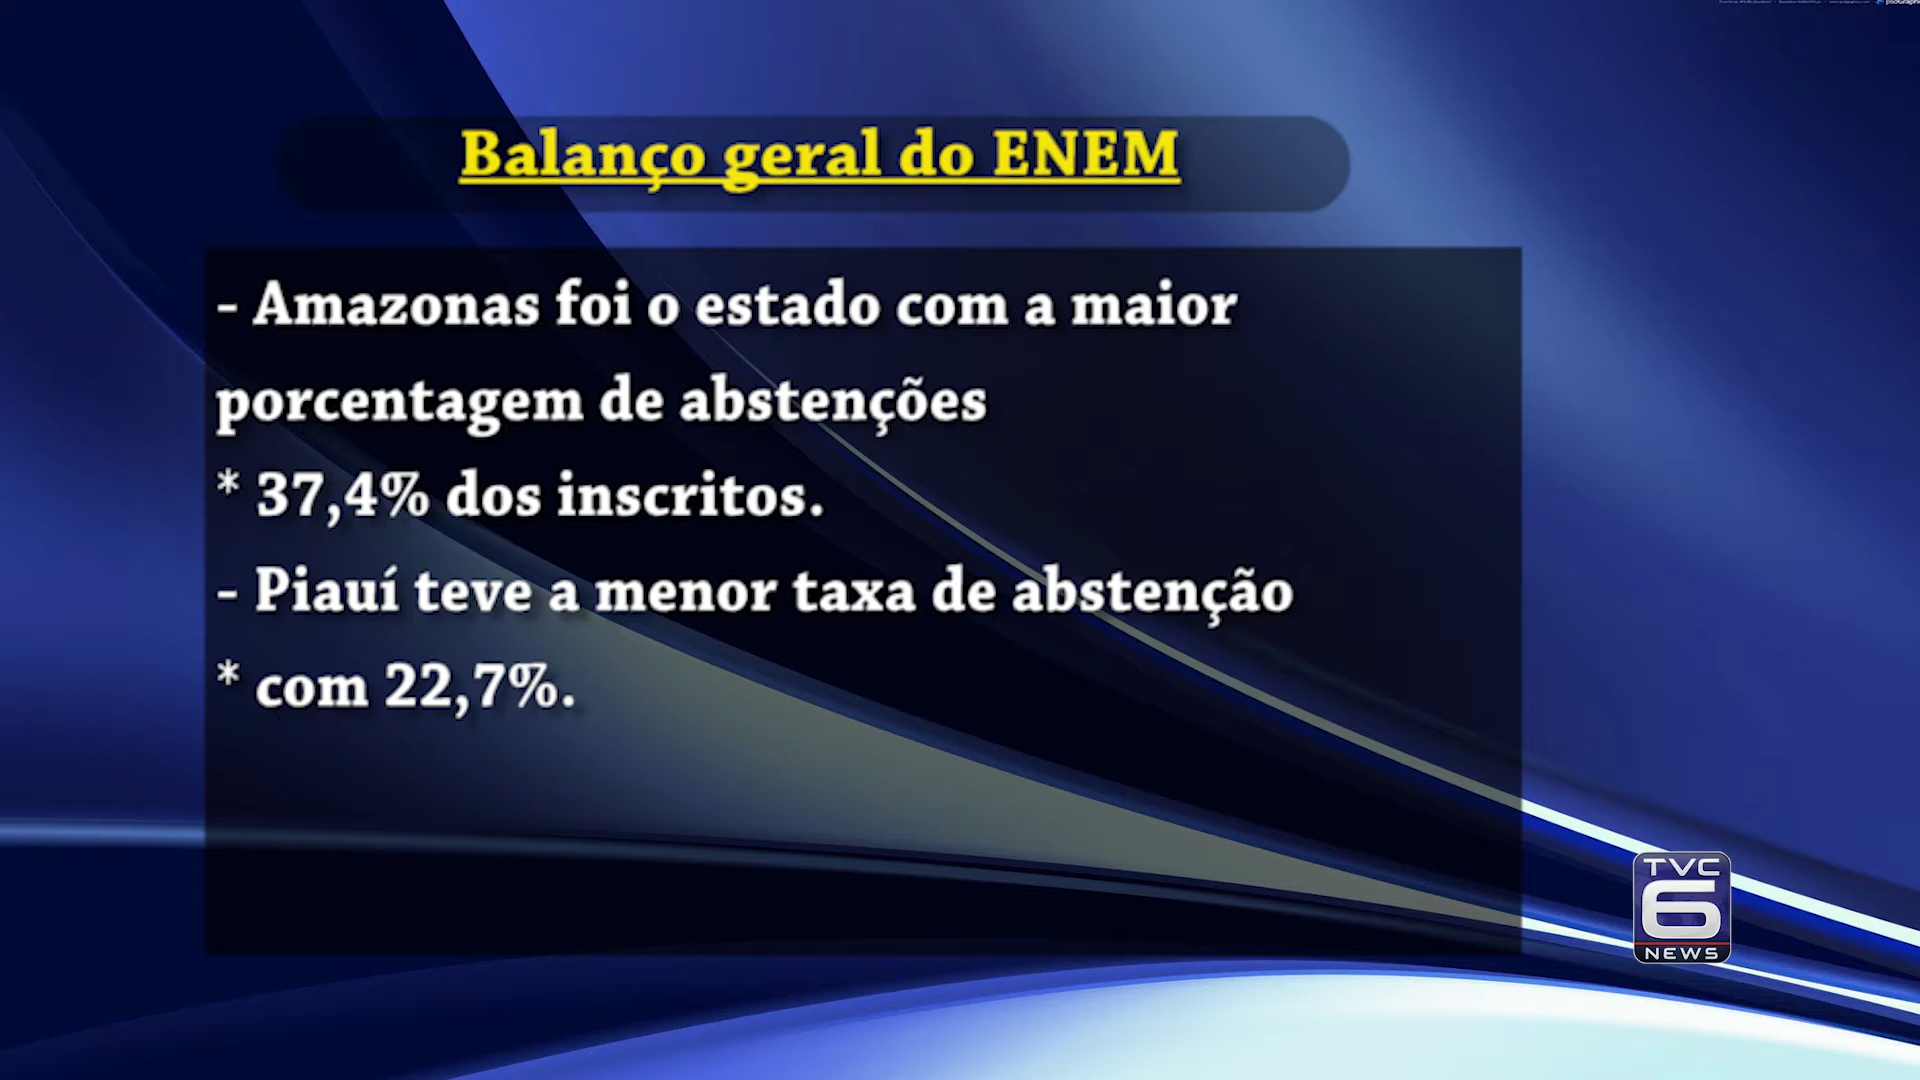 Balanço geral do ENEM
- Amazonas foi o estado com a maior
porcentagem de abstenções
* 37,4% dos inscritos.
- Piauí teve a menor taxa de abstenção
* com 22,7%.
TVC
6
NEWS